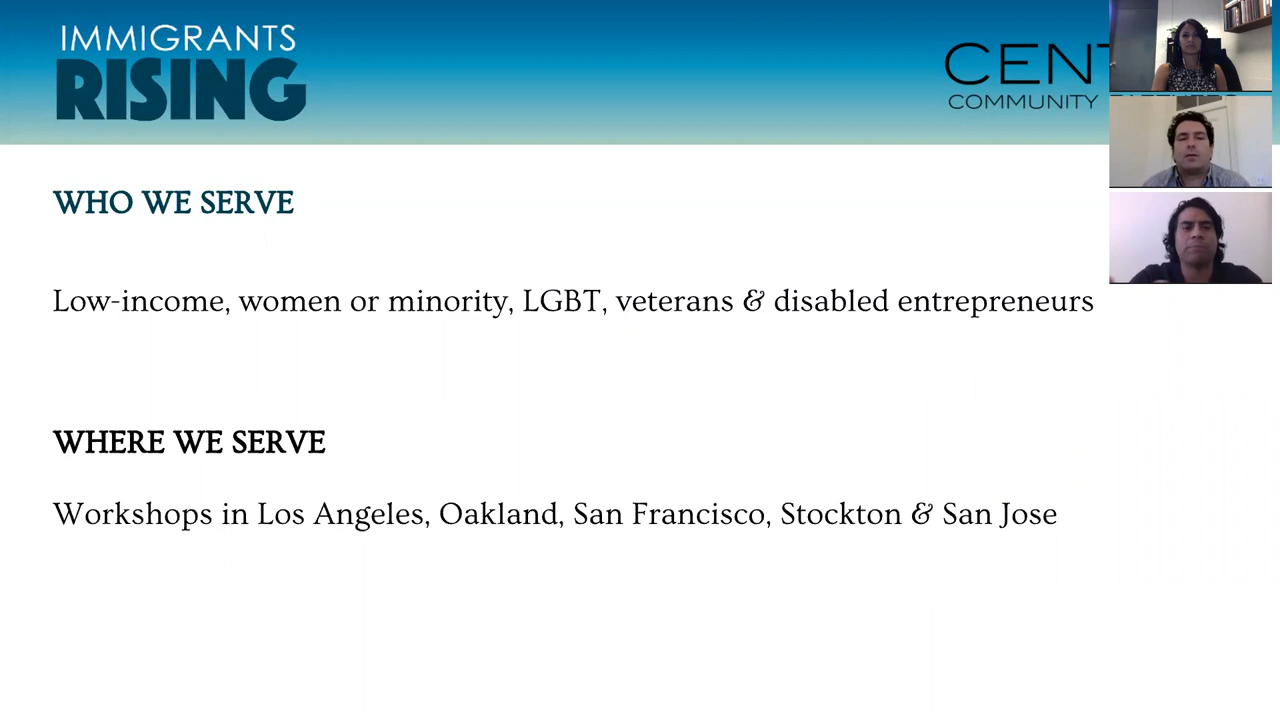 IMMIGRANTS
RISING
CENT
COMMUNITY
WHO WE SERVE
Low-income, women or minority, LGBT, veterans & disabled entrepreneurs
WHERE WE SERVE
Workshops in Los Angeles, Oakland, San Francisco, Stockton & San Jose